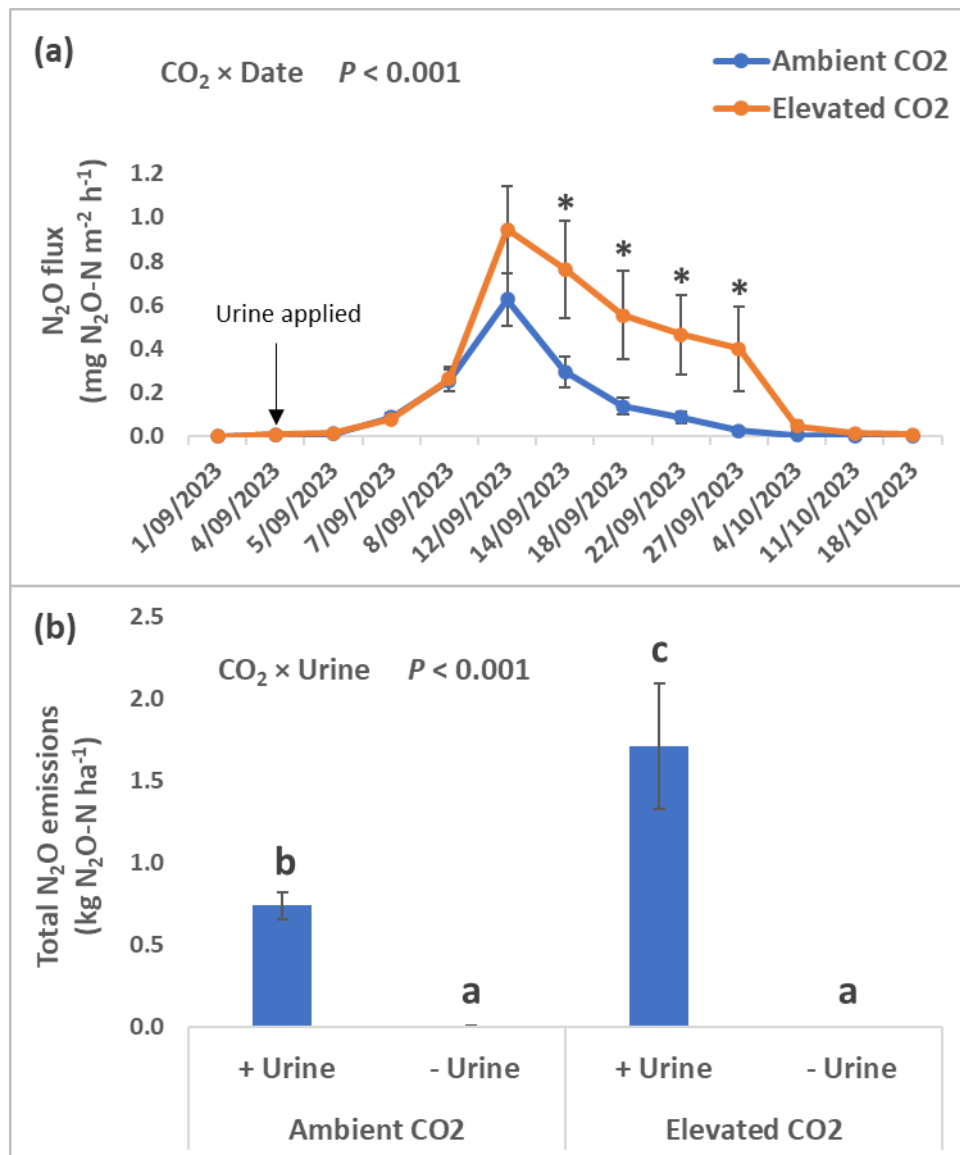 (a)
CO₂ × Date P < 0.001
Ambient CO2
Elevated CO2
N₂O flux
(mg N₂O-N m⁻² h⁻¹)
1.2
1.0
0.8
0.6
0.4
0.2
0.0
Urine applied
*
*
*
*
1/09/2023
4/09/2023
5/09/2023
7/09/2023
8/09/2023
12/09/2023
14/09/2023
18/09/2023
22/09/2023
27/09/2023
4/10/2023
11/10/2023
18/10/2023
(b)
CO₂ × Urine P < 0.001
Total N₂O emissions
(kg N₂O-N ha⁻¹)
2.5
2.0
1.5
1.0
0.5
0.0
b
a
c
a
+ Urine
- Urine
+ Urine
- Urine
Ambient CO2
Elevated CO2